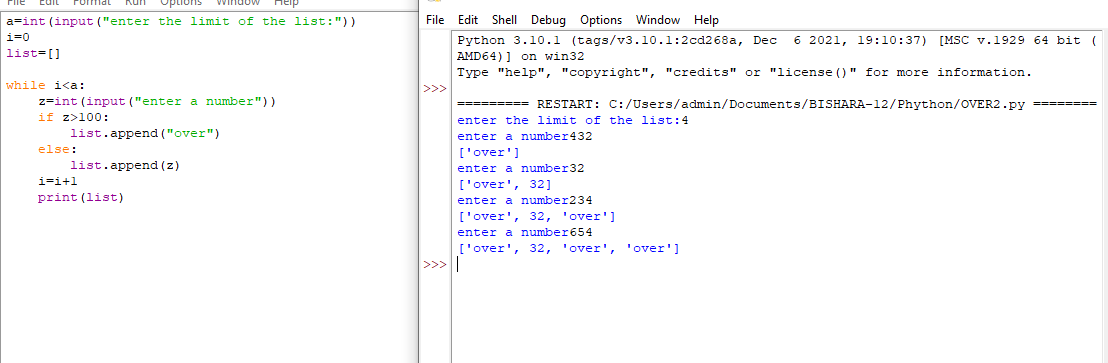 File Edit Format Run Options Window Help
a=int(input("enter the limit of the list:"))
i=0
list=[]
while i<a:
    z=int(input("enter a number"))
    if z>100:
        list.append("over")
    else:
        list.append(z)
    i=i+1
    print(list)
File Edit Shell Debug Options Window Help
Python 3.10.1 (tags/v3.10.1:2cd268a, Dec  6 2021, 19:10:37) [MSC v.1929 64 bit (
AMD64)] on win32
Type "help", "copyright", "credits" or "license()" for more information.
>>>
========= RESTART: C:/Users/admin/Documents/BISHARA-12/Phython/OVER2.py ========
enter the limit of the list:4
enter a number432
['over']
enter a number32
['over', 32]
enter a number234
['over', 32, 'over']
enter a number654
['over', 32, 'over', 'over']
>>>